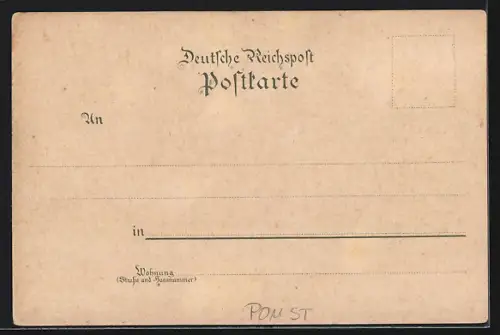 Deutsche Reichspost
Postkarte
An
in
Wohnung
(Straße und Hausnummer)
POM ST